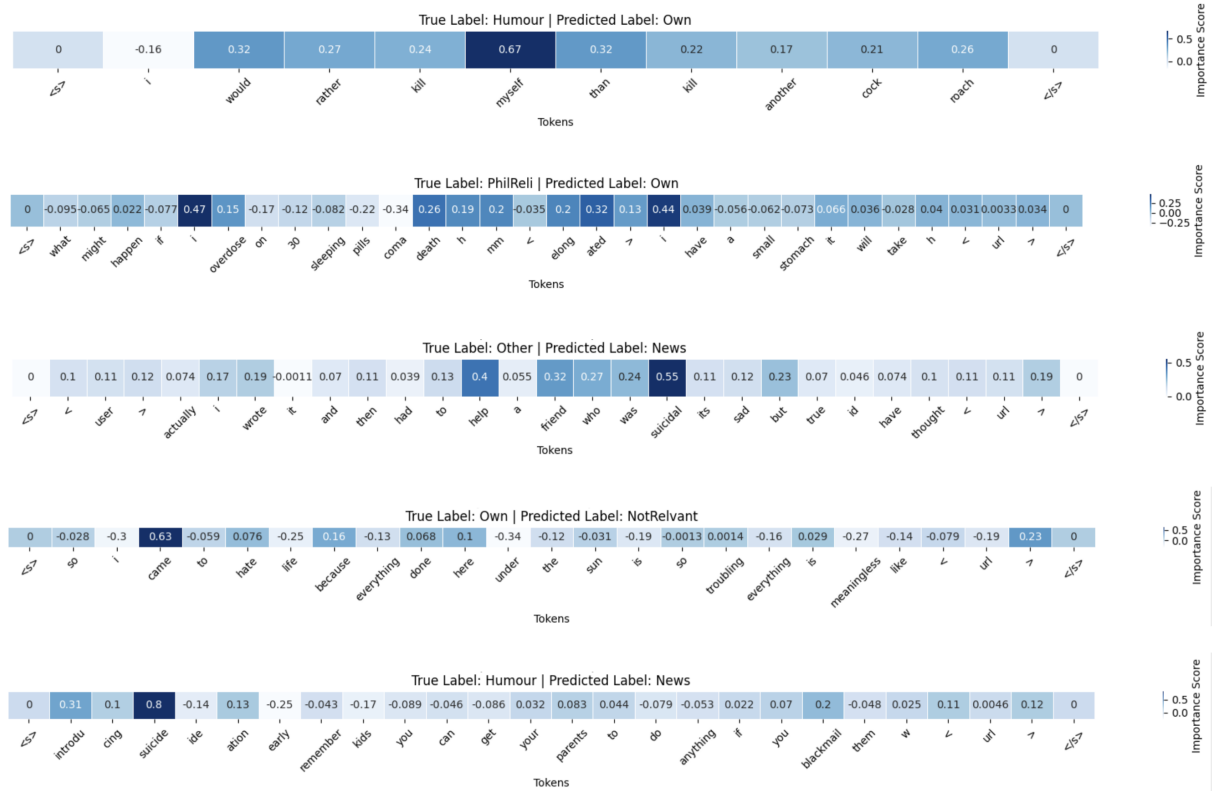 True Label: Humour | Predicted Label: Own
0 -0.16 0.32 0.27 0.24 0.67 0.32 0.22 0.17 0.21 0.26 0
<s> i would rather kill myself than kill another cock roach </s>
Tokens
0.5
0.0
Importance Score
True Label: PhilReli | Predicted Label: Own
0 -0.095 -0.065 0.022 -0.077 0.47 0.15 -0.17 -0.12 -0.082 -0.22 -0.34 0.26 0.19 0.2 -0.035 0.2 0.32 0.13 0.44 0.039 -0.056 -0.062 -0.073 0.066 0.036 -0.028 0.04 0.031 0.0033 0.034 0
<s> what might happen if i overdose on 30 sleeping pills coma death h mm < elong ated > i have a small stomach it will take h < url > </s>
Tokens
0.25
0.00
−0.25
Importance Score
True Label: Other | Predicted Label: News
0 0.1 0.11 0.12 0.074 0.17 0.19 -0.0011 0.07 0.11 0.039 0.13 0.4 0.055 0.32 0.27 0.24 0.55 0.11 0.12 0.23 0.07 0.046 0.074 0.1 0.11 0.11 0.19 0
<s> < user > actually i wrote it and then had to help a friend who was suicidal its sad but true id have thought < url > </s>
Tokens
0.5
0.0
Importance Score
True Label: Own | Predicted Label: NotRelvant
0 -0.028 -0.3 0.63 -0.059 0.076 -0.25 0.16 -0.13 0.068 0.1 -0.34 -0.12 -0.031 -0.19 -0.0013 0.0014 -0.16 0.029 -0.27 -0.14 -0.079 -0.19 0.23 0
<s> so i came to hate life because everything done here under the sun is so troubling everything is meaningless like < url > </s>
Tokens
0.5
0.0
Importance Score
True Label: Humour | Predicted Label: News
0 0.31 0.1 0.8 -0.14 0.13 -0.25 -0.043 -0.17 -0.089 -0.046 -0.086 0.032 0.083 0.044 -0.079 -0.053 0.022 0.07 0.2 -0.048 0.025 0.11 0.0046 0.12 0
<s> introdu cing suicide ide ation early remember kids you can get your parents to do anything if you blackmail them w < url > </s>
Tokens
0.5
0.0
Importance Score